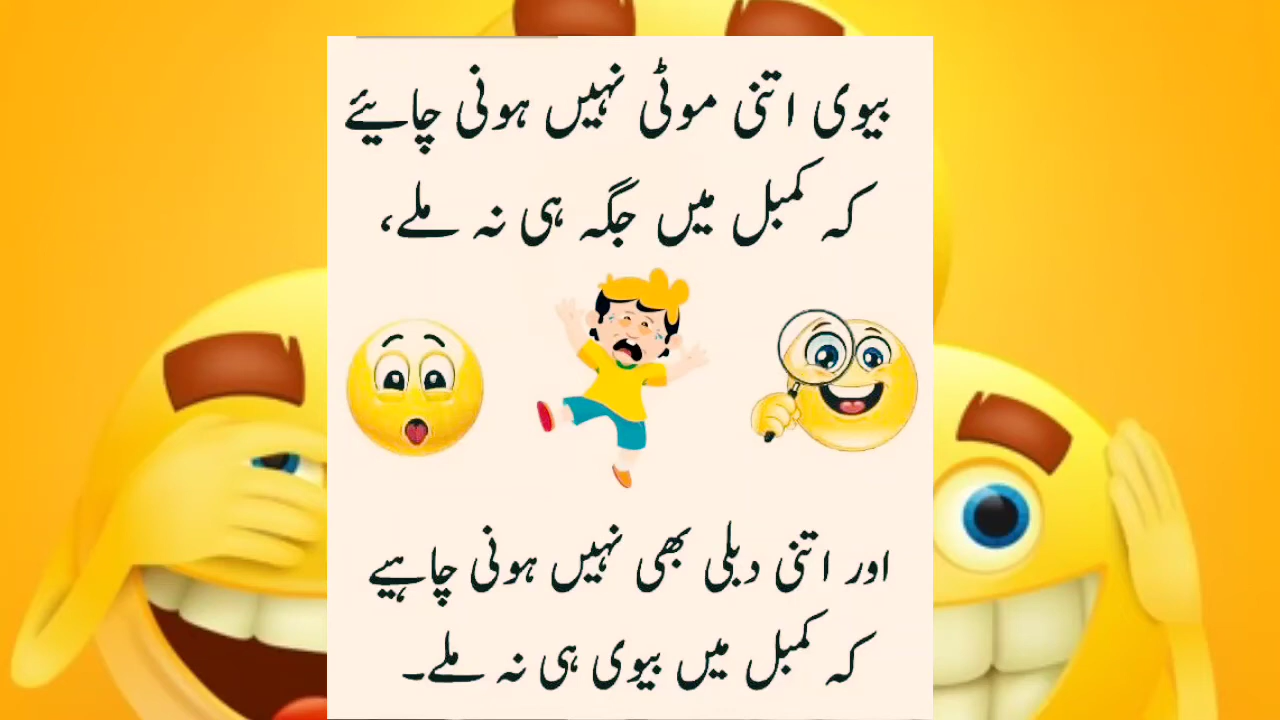 بیوی اتنی موٹی نہیں ہونی چایئے
کہ کمبل میں جگہ ہی نہ ملے،
اور اتنی دبلی بھی نہیں ہونی چاہیے
کہ کمبل میں بیوی ہی نہ ملے۔